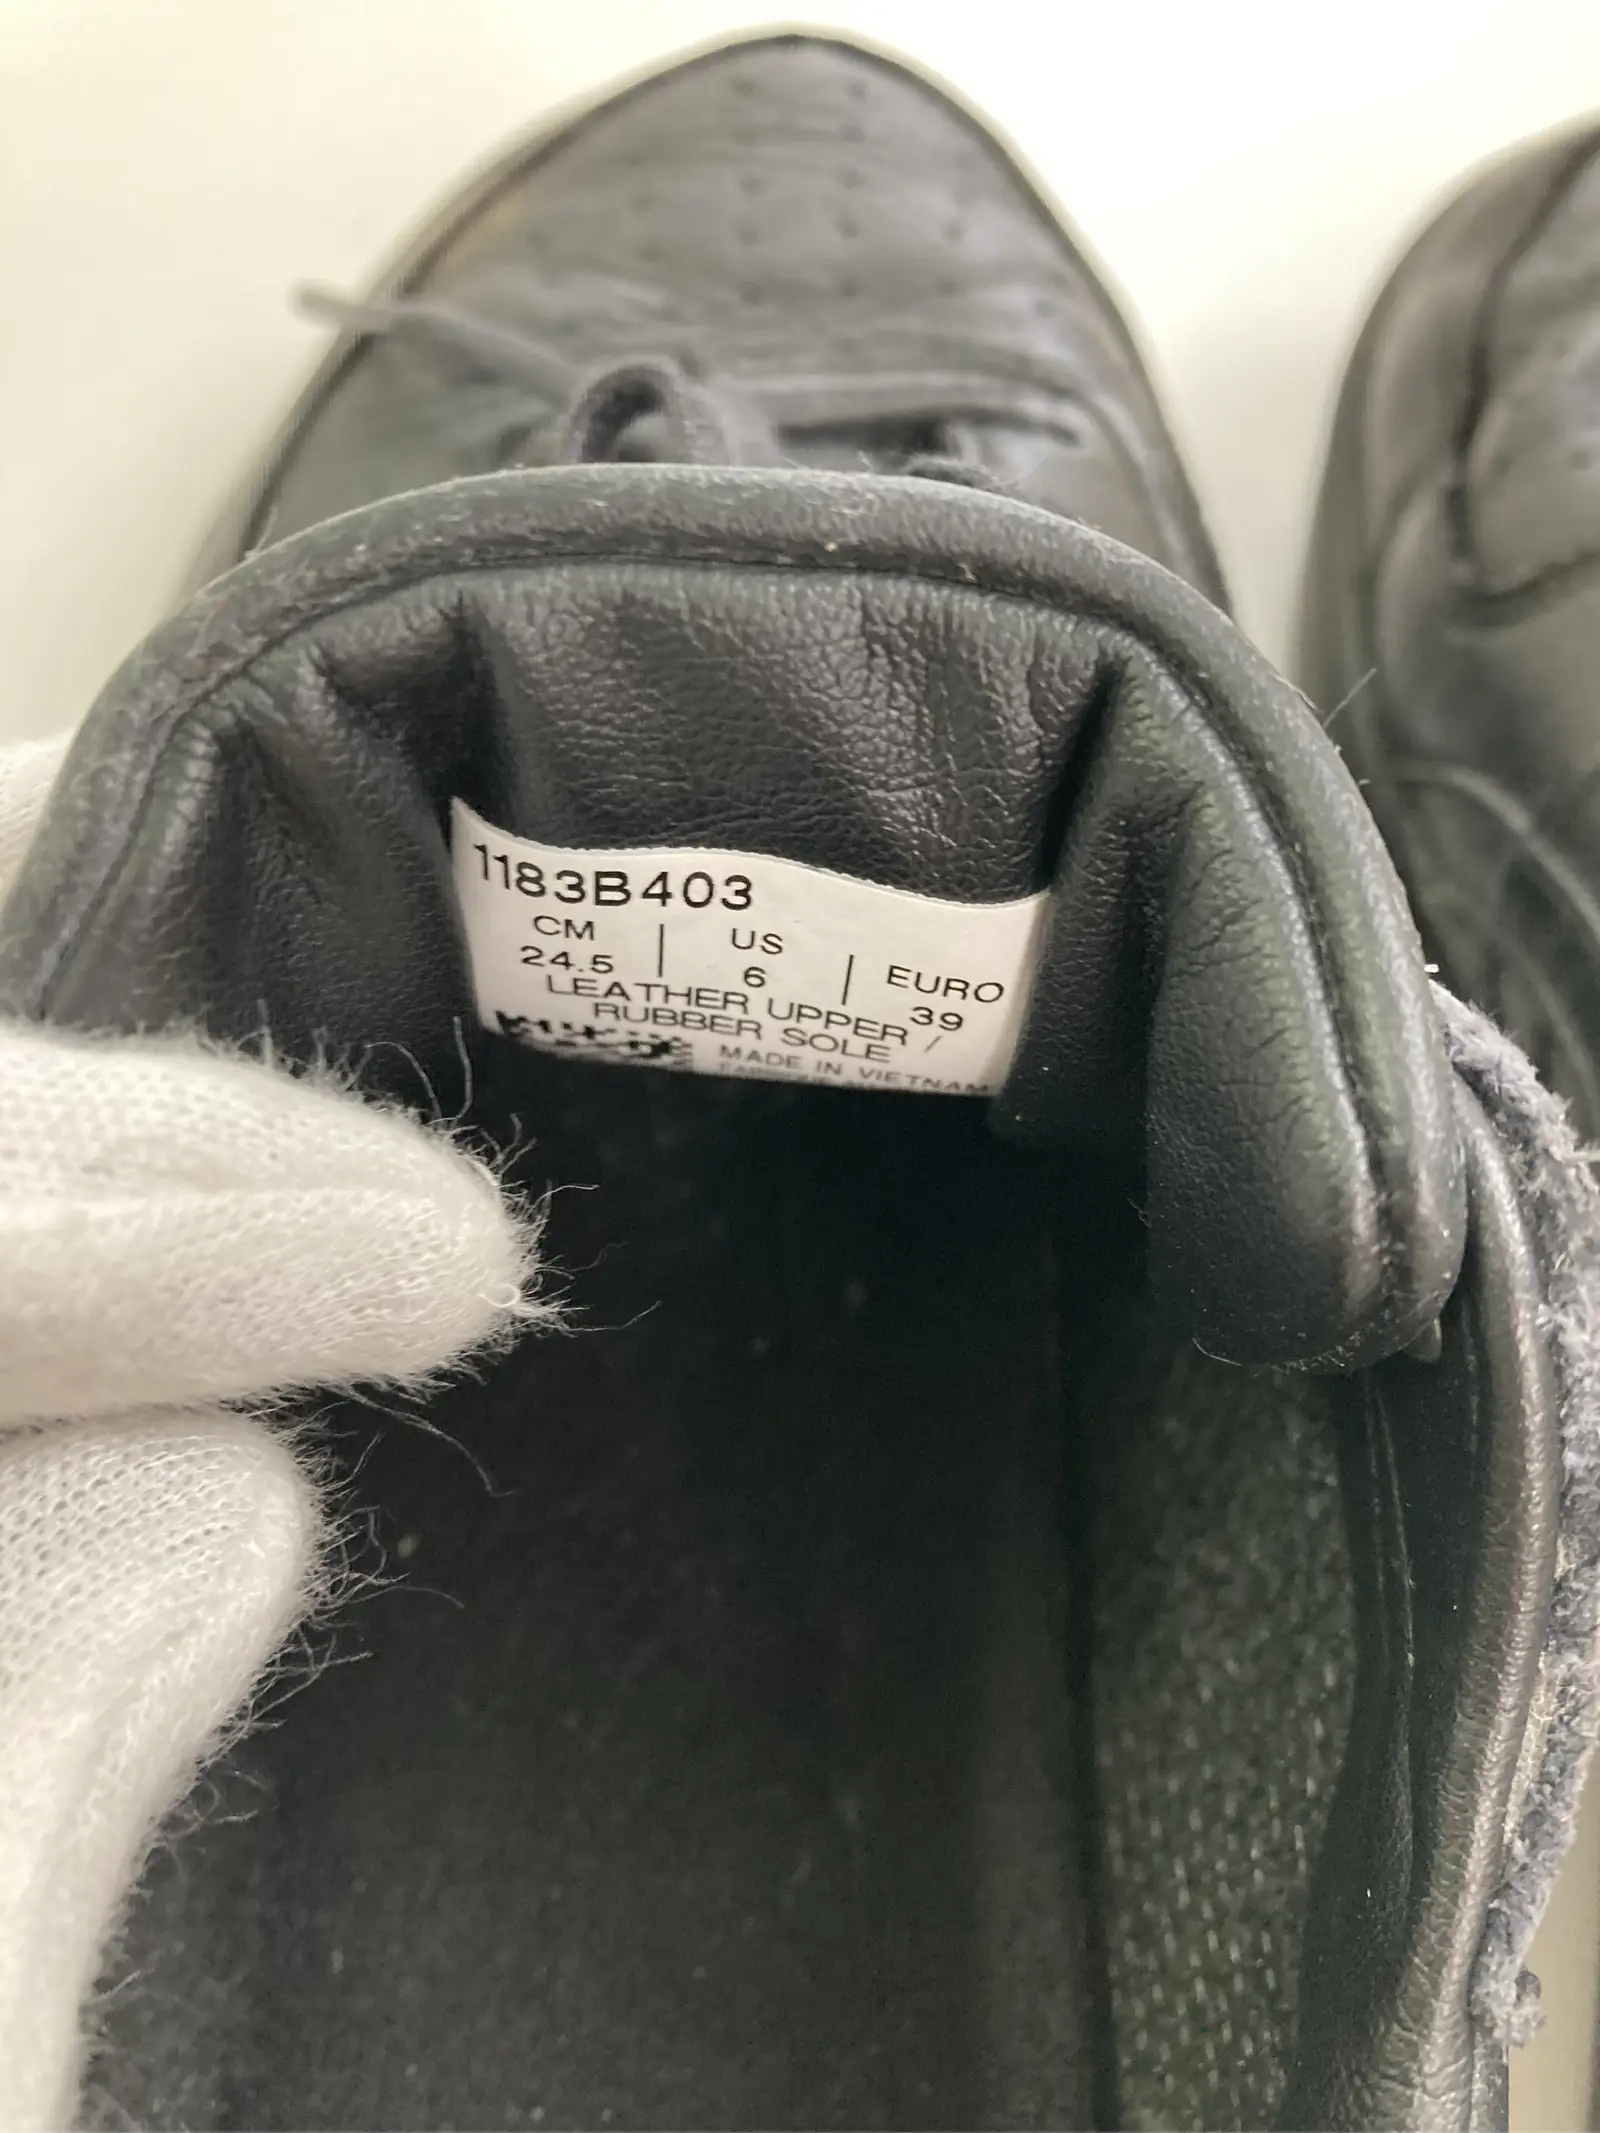 1183B403
CM | US | EURO
24.5 | 6 | 39
LEATHER UPPER /
RUBBER SOLE
MADE IN VIETNAM